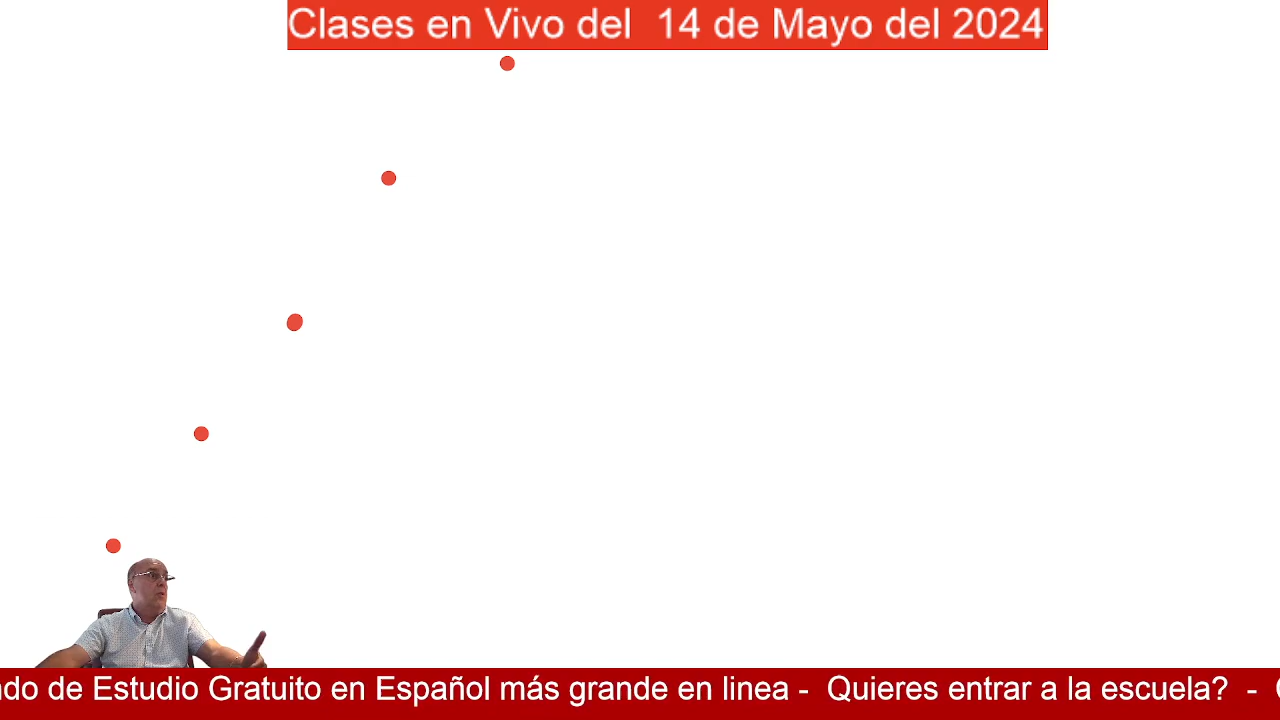 Clases en Vivo del  14 de Mayo del 2024
de Estudio Gratuito en Español más grande en linea -  Quieres entrar a la escuela?  -